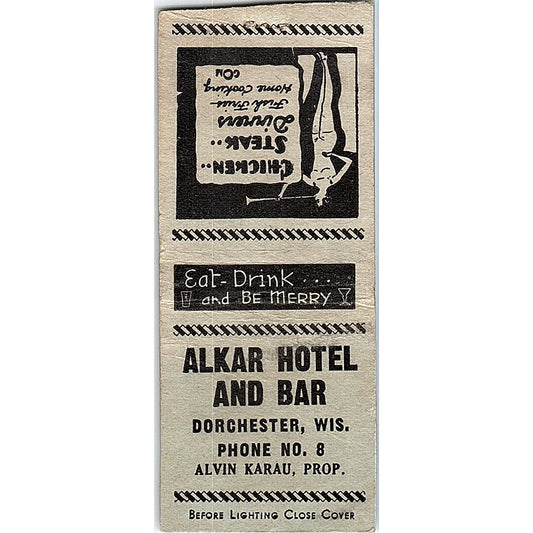 CHICKEN..
STEAK..
Dinners
Fish Fries
Home Cooking
Eat-Drink....
and BE MERRY
ALKAR HOTEL
AND BAR
DORCHESTER, WIS.
PHONE NO. 8
ALVIN KARAU, PROP.
BEFORE LIGHTING CLOSE COVER